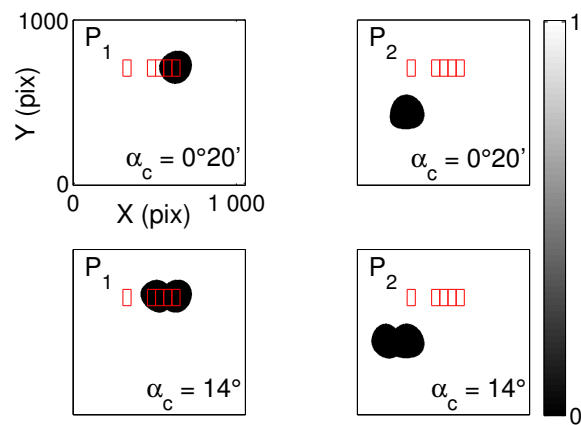 1000
Y (pix)
0
P1
αc = 0°20’
0
1 000
X (pix)
P2
αc = 0°20’
1
0
P1
αc = 14°
P2
αc = 14°